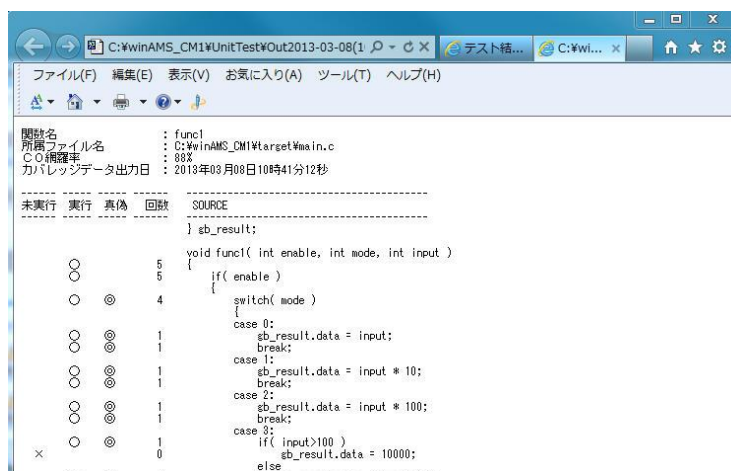 C:¥winAMS_CM1¥UnitTest¥Out2013-03-08(1
テスト結...
C:¥wi...
ファイル(F) 編集(E) 表示(V) お気に入り(A) ツール(T) ヘルプ(H)
関数名 : func1
所属ファイル名 : C:¥winAMS_CM1¥target¥main.c
C0網羅率 : 88%
カバレッジデータ出力日 : 2013年03月08日10時41分12秒
未実行 実行 真偽 回数 SOURCE
} gb_result;
void func1( int enable, int mode, int input )
○ 5 {
○ 5 if( enable )
{
○ ◎ 4 switch( mode )
{
case 0:
○ ◎ 1 gb_result.data = input;
○ ◎ 1 break;
case 1:
○ ◎ 1 gb_result.data = input * 10;
○ ◎ 1 break;
case 2:
○ ◎ 1 gb_result.data = input * 100;
○ ◎ 1 break;
case 3:
○ ◎ 1 if( input>100 )
× 0 gb_result.data = 10000;
else